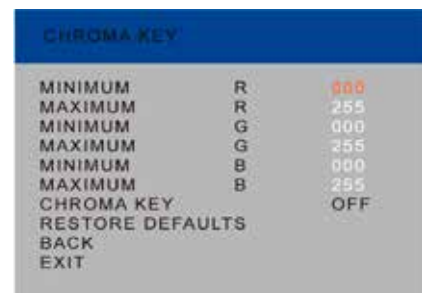 CHROMA KEY
MINIMUM R 000
MAXIMUM R 255
MINIMUM G 000
MAXIMUM G 255
MINIMUM B 000
MAXIMUM B 255
CHROMA KEY OFF
RESTORE DEFAULTS
BACK
EXIT